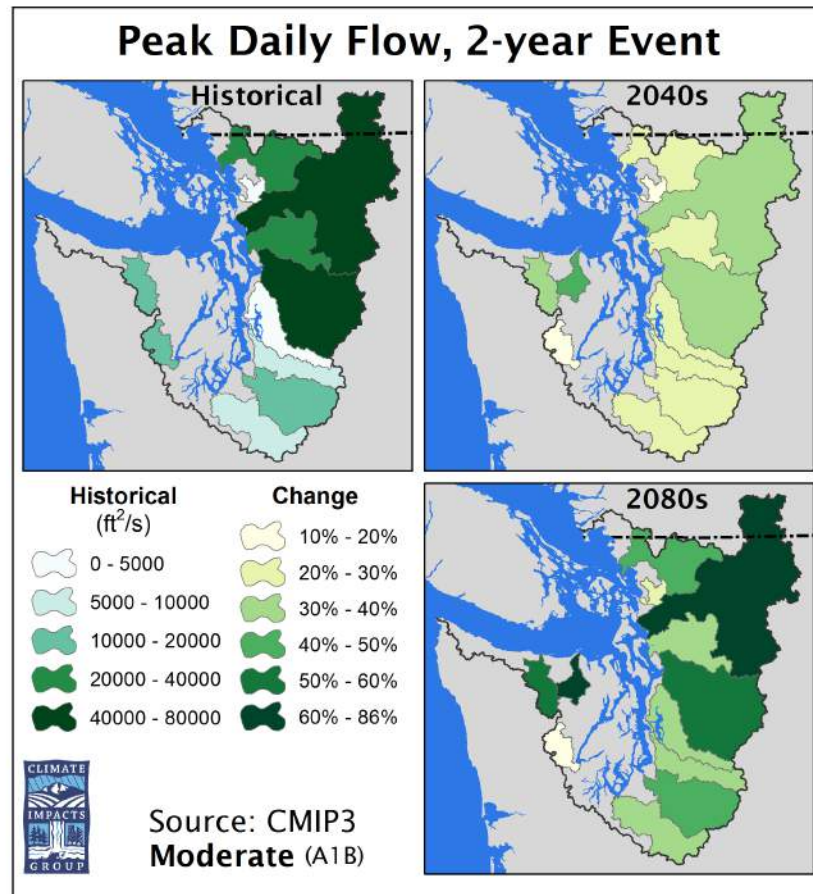 Peak Daily Flow, 2-year Event
Historical
2040s
Historical
(ft²/s)
0 - 5000
5000 - 10000
10000 - 20000
20000 - 40000
40000 - 80000
Change
10% - 20%
20% - 30%
30% - 40%
40% - 50%
50% - 60%
60% - 86%
2080s
CLIMATE
IMPACTS
GROUP
Source: CMIP3
Moderate (A1B)